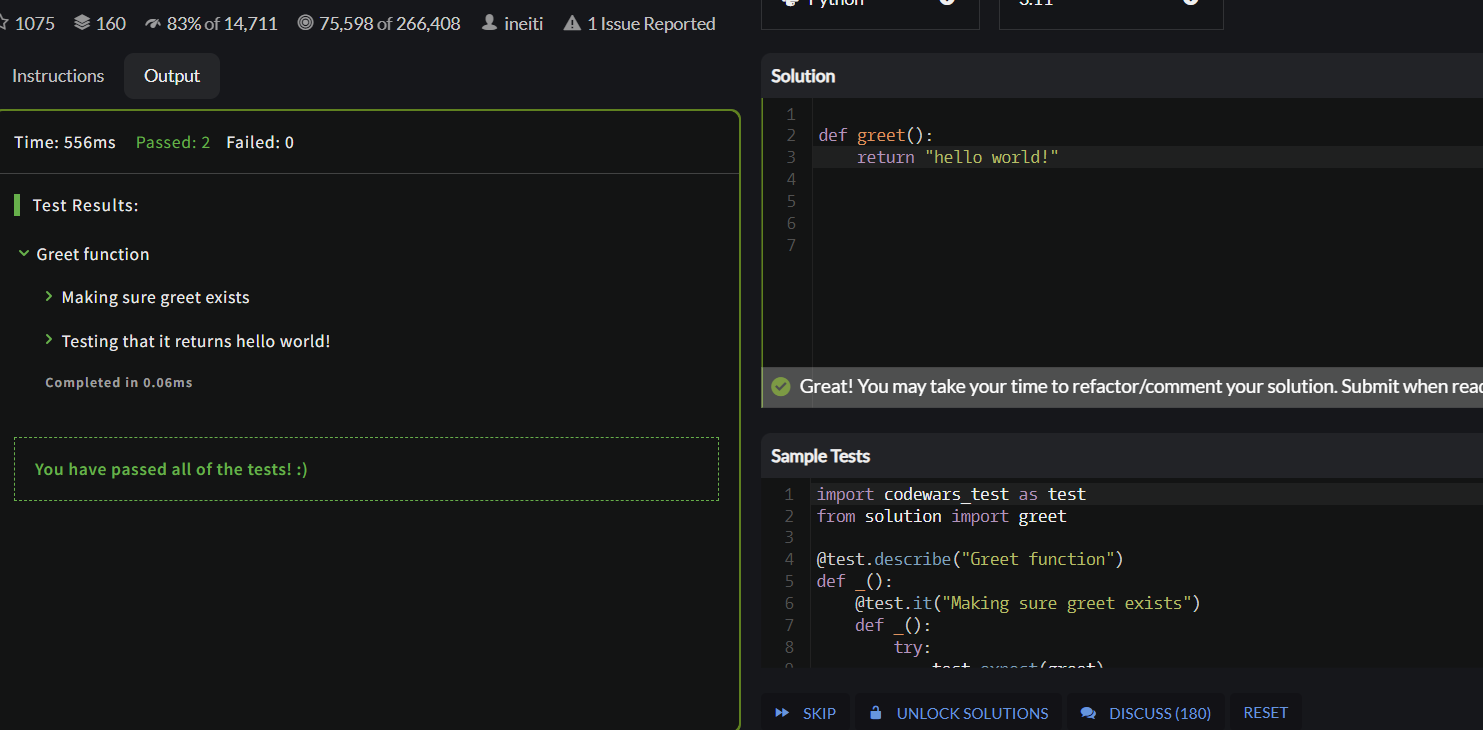 1075 160 83% of 14,711 75,598 of 266,408 ineiti 1 Issue Reported
Instructions Output
Time: 556ms Passed: 2 Failed: 0
Test Results:
Greet function
Making sure greet exists
Testing that it returns hello world!
Completed in 0.06ms
You have passed all of the tests! :)
Python 3.11
Solution
1
2 def greet():
3     return "hello world!"
4
5
6
7
Great! You may take your time to refactor/comment your solution. Submit when
Sample Tests
1 import codewars_test as test
2 from solution import greet
3
4 @test.describe("Greet function")
5 def _():
6     @test.it("Making sure greet exists")
7     def _():
8         try:
9             test.expect(greet)
SKIP UNLOCK SOLUTIONS DISCUSS (180) RESET